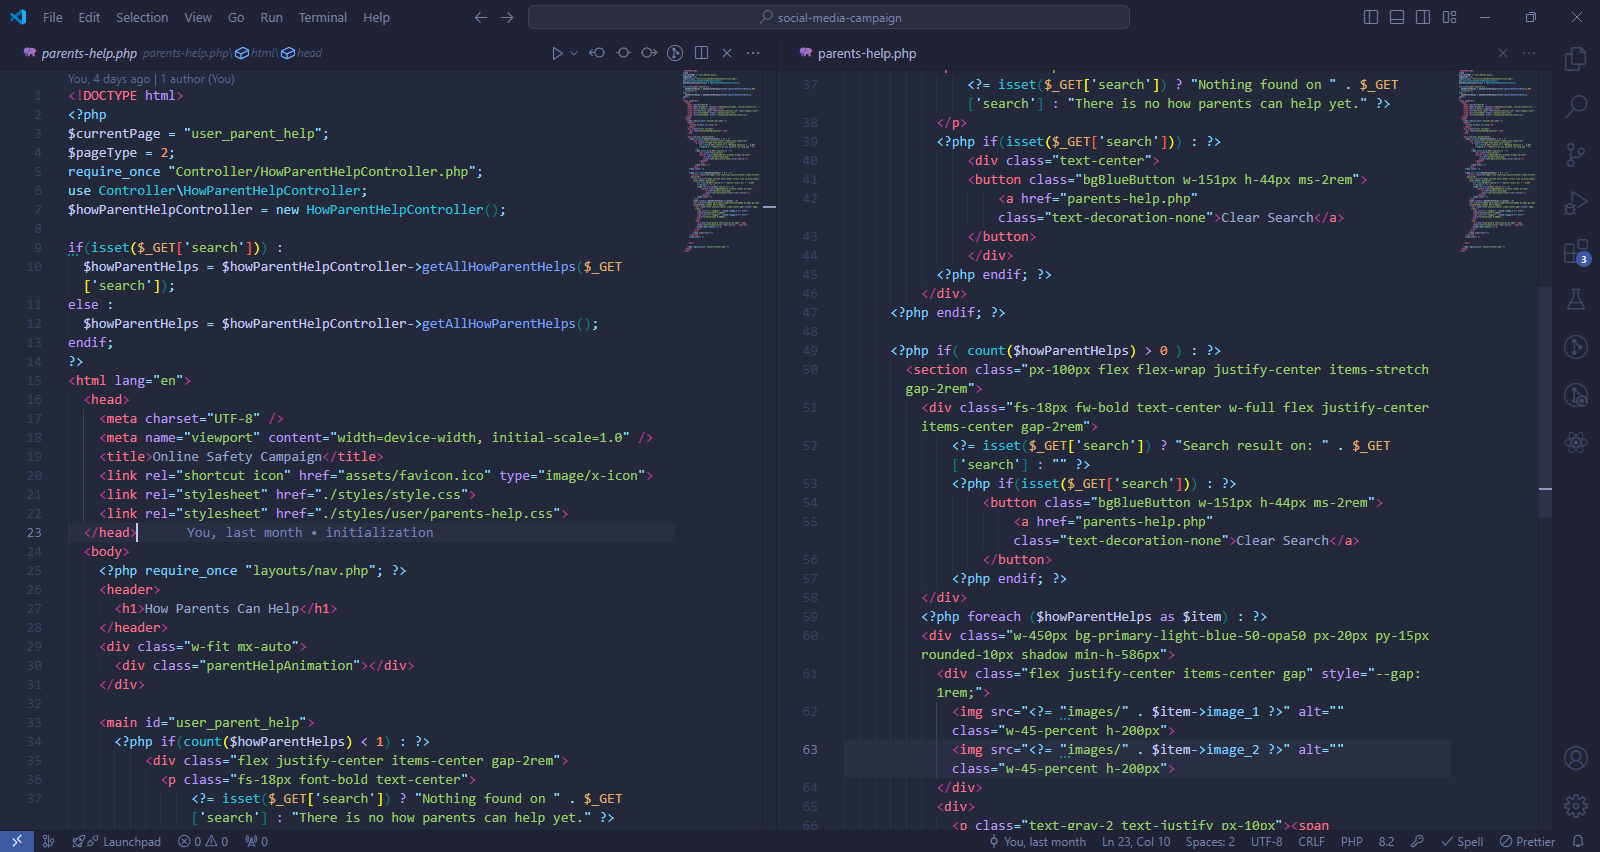 File Edit Selection View Go Run Terminal Help
social-media-campaign
parents-help.php parents-help.php\ html\ head
You, 4 days ago | 1 author (You)
1 <!DOCTYPE html>
2 <?php
3 $currentPage = "user_parent_help";
4 $pageType = 2;
5 require_once "Controller/HowParentHelpController.php";
6 use Controller\HowParentHelpController;
7 $howParentHelpController = new HowParentHelpController();
8
9 if(isset($_GET['search'])) :
10 $howParentHelps = $howParentHelpController->getAllHowParentHelps($_GET
['search']);
11 else :
12 $howParentHelps = $howParentHelpController->getAllHowParentHelps();
13 endif;
14 ?>
15 <html lang="en">
16 <head>
17 <meta charset="UTF-8" />
18 <meta name="viewport" content="width=device-width, initial-scale=1.0" />
19 <title>Online Safety Campaign</title>
20 <link rel="shortcut icon" href="assets/favicon.ico" type="image/x-icon">
21 <link rel="stylesheet" href="./styles/style.css">
22 <link rel="stylesheet" href="./styles/user/parents-help.css">
23 </head> You, last month • initialization
24 <body>
25 <?php require_once "layouts/nav.php"; ?>
26 <header>
27 <h1>How Parents Can Help</h1>
28 </header>
29 <div class="w-fit mx-auto">
30 <div class="parentHelpAnimation"></div>
31 </div>
32
33 <main id="user_parent_help">
34 <?php if(count($howParentHelps) < 1) : ?>
35 <div class="flex justify-center items-center gap-2rem">
36 <p class="fs-18px font-bold text-center">
37 <?= isset($_GET['search']) ? "Nothing found on " . $_GET
['search'] : "There is no how parents can help yet." ?>
parents-help.php
37 <?= isset($_GET['search']) ? "Nothing found on " . $_GET
['search'] : "There is no how parents can help yet." ?>
38 </p>
39 <?php if(isset($_GET['search'])) : ?>
40 <div class="text-center">
41 <button class="bgBlueButton w-151px h-44px ms-2rem">
42 <a href="parents-help.php"
class="text-decoration-none">Clear Search</a>
43 </button>
44 </div>
45 <?php endif; ?>
46 </div>
47 <?php endif; ?>
48
49 <?php if( count($howParentHelps) > 0 ) : ?>
50 <section class="px-100px flex flex-wrap justify-center items-stretch
gap-2rem">
51 <div class="fs-18px fw-bold text-center w-full flex justify-center
items-center gap-2rem">
52 <?= isset($_GET['search']) ? "Search result on: " . $_GET
['search'] : "" ?>
53 <?php if(isset($_GET['search'])) : ?>
54 <button class="bgBlueButton w-151px h-44px ms-2rem">
55 <a href="parents-help.php"
class="text-decoration-none">Clear Search</a>
56 </button>
57 <?php endif; ?>
58 </div>
59 <?php foreach ($howParentHelps as $item) : ?>
60 <div class="w-450px bg-primary-light-blue-50-opa50 px-20px py-15px
rounded-10px shadow min-h-586px">
61 <div class="flex justify-center items-center gap" style="--gap:
1rem;">
62 <img src="<?= "images/" . $item->image_1 ?>" alt=""
class="w-45-percent h-200px">
63 <img src="<?= "images/" . $item->image_2 ?>" alt=""
class="w-45-percent h-200px">
64 </div>
65 <div>
66 <p class="text-gray-2 text-justify px-10px"><span
3
Launchpad 0 0 0
You, last month Ln 23, Col 10 Spaces: 2 UTF-8 CRLF PHP 8.2 Spell Prettier